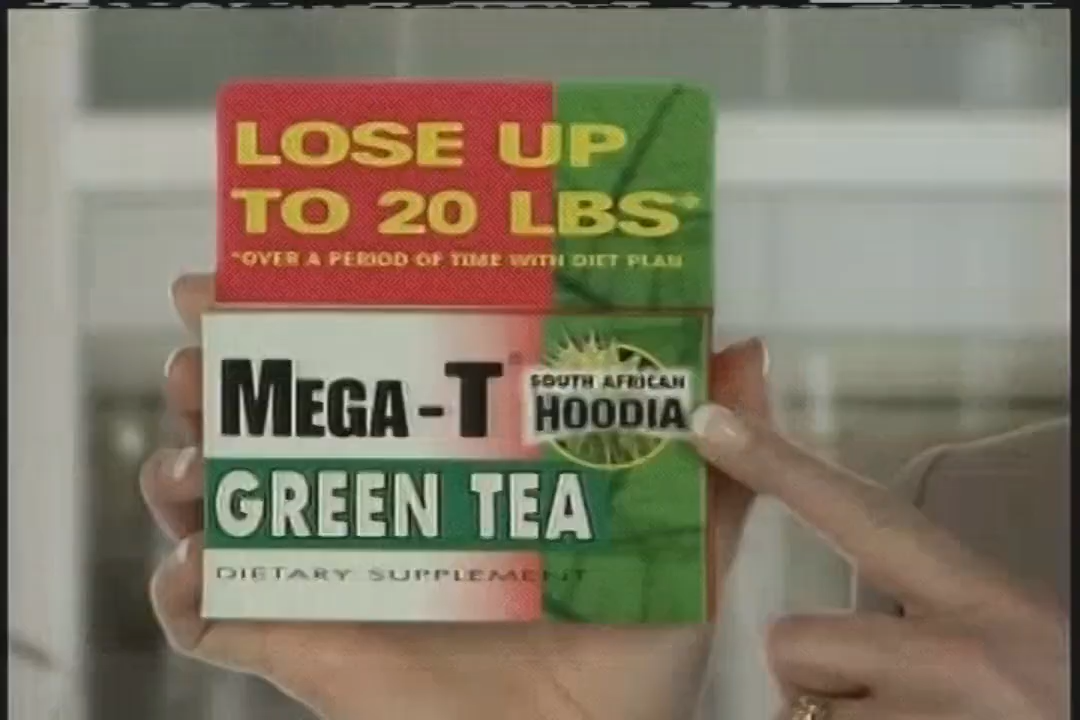 LOSE UP
TO 20 LBS*
*OVER A PERIOD OF TIME WITH DIET PLAN
MEGA-T®
SOUTH AFRICAN
HOODIA
GREEN TEA
DIETARY SUPPLEMENT